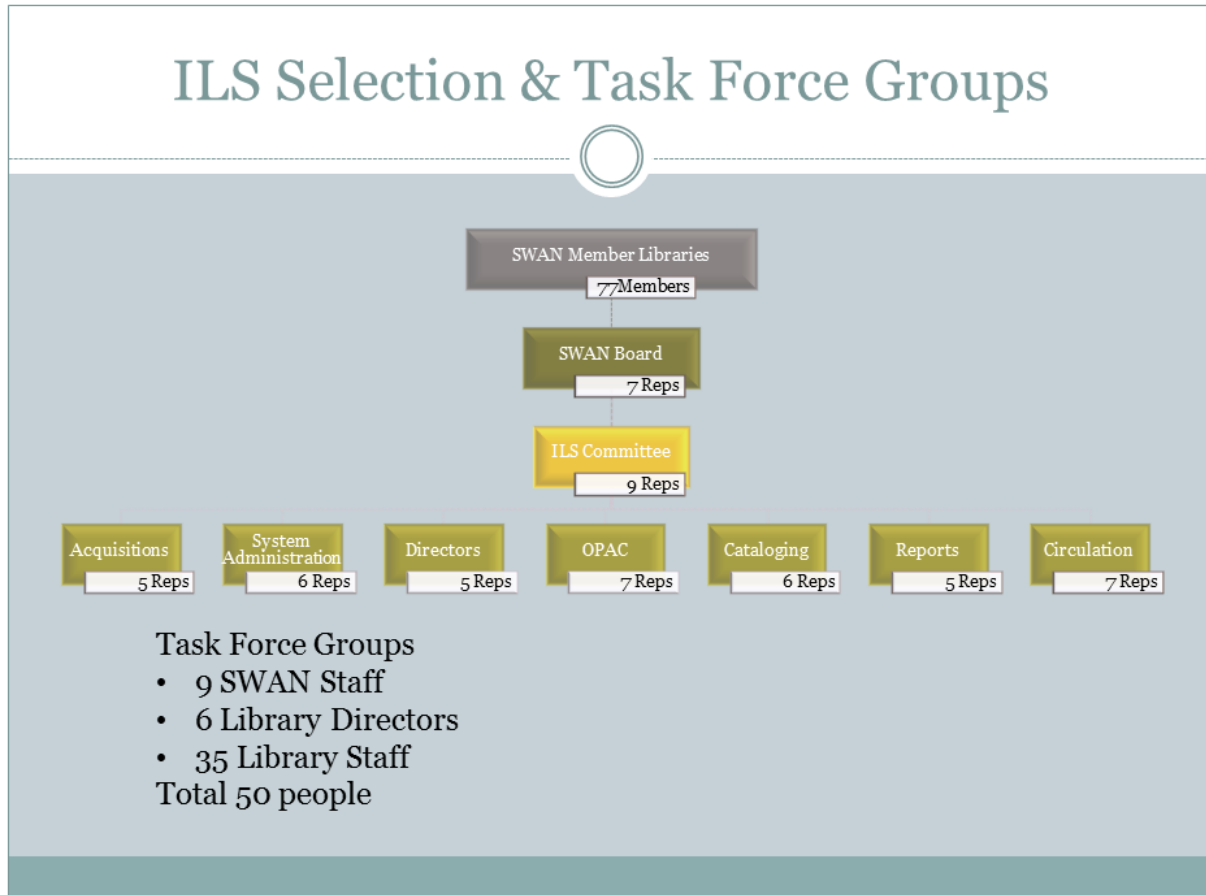 ILS Selection & Task Force Groups
SWAN Member Libraries
77Members
SWAN Board
7 Reps
ILS Committee
9 Reps
Acquisitions
5 Reps
System
Administration
6 Reps
Directors
5 Reps
OPAC
7 Reps
Cataloging
6 Reps
Reports
5 Reps
Circulation
7 Reps
Task Force Groups
• 9 SWAN Staff
• 6 Library Directors
• 35 Library Staff
Total 50 people